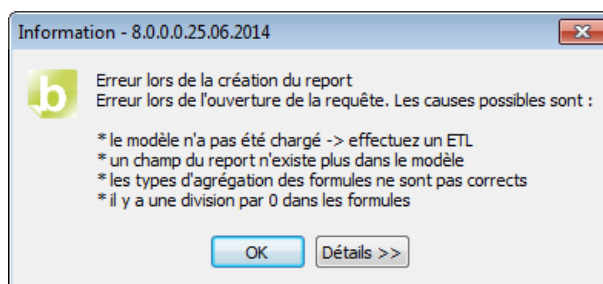 Information - 8.0.0.0.25.06.2014
b
Erreur lors de la création du report
Erreur lors de l'ouverture de la requête. Les causes possibles sont :
* le modèle n'a pas été chargé -> effectuez un ETL
* un champ du report n'existe plus dans le modèle
* les types d'agrégation des formules ne sont pas corrects
* il y a une division par 0 dans les formules
OK
Détails >>